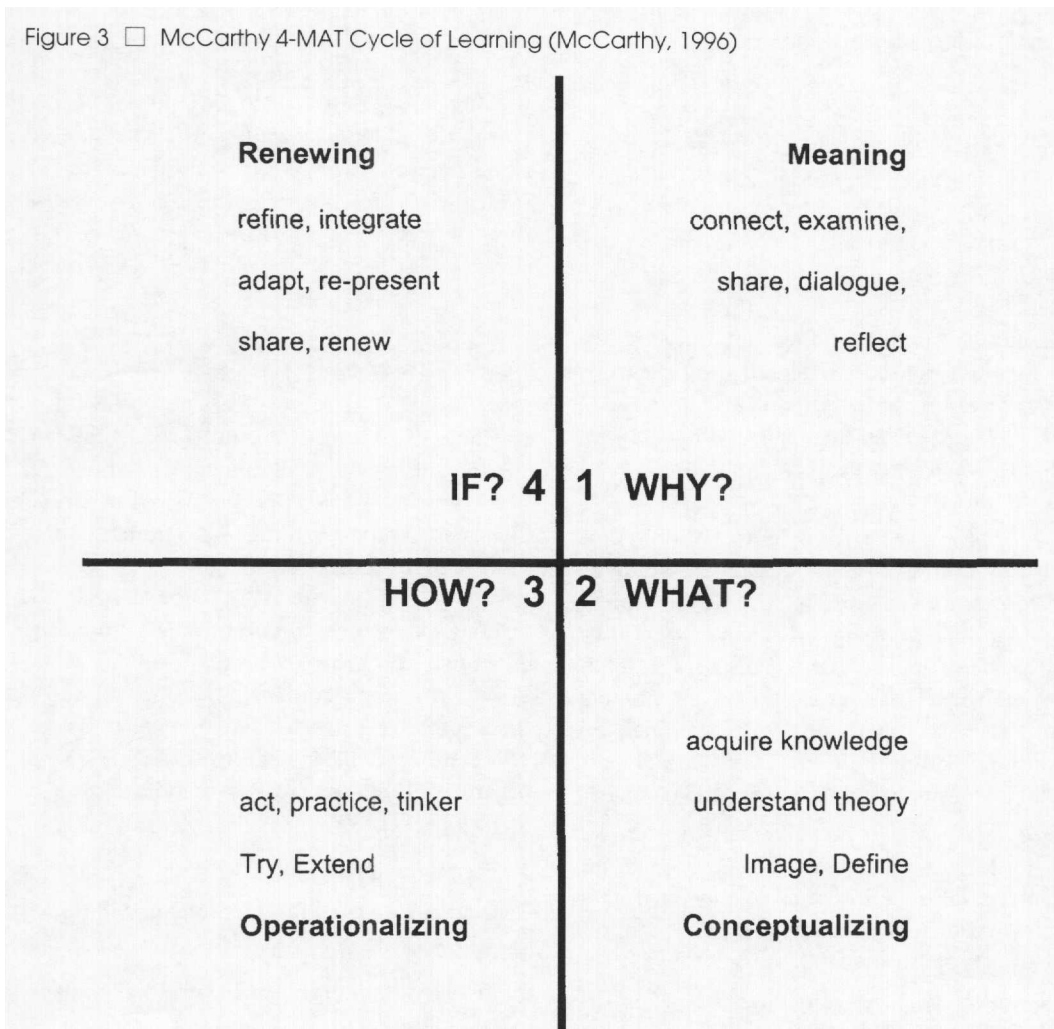 Figure 3 □ McCarthy 4-MAT Cycle of Learning (McCarthy, 1996)
Renewing
refine, integrate
adapt, re-present
share, renew
Meaning
connect, examine,
share, dialogue,
reflect
IF? 4
1 WHY?
HOW? 3
2 WHAT?
act, practice, tinker
Try, Extend
Operationalizing
acquire knowledge
understand theory
Image, Define
Conceptualizing